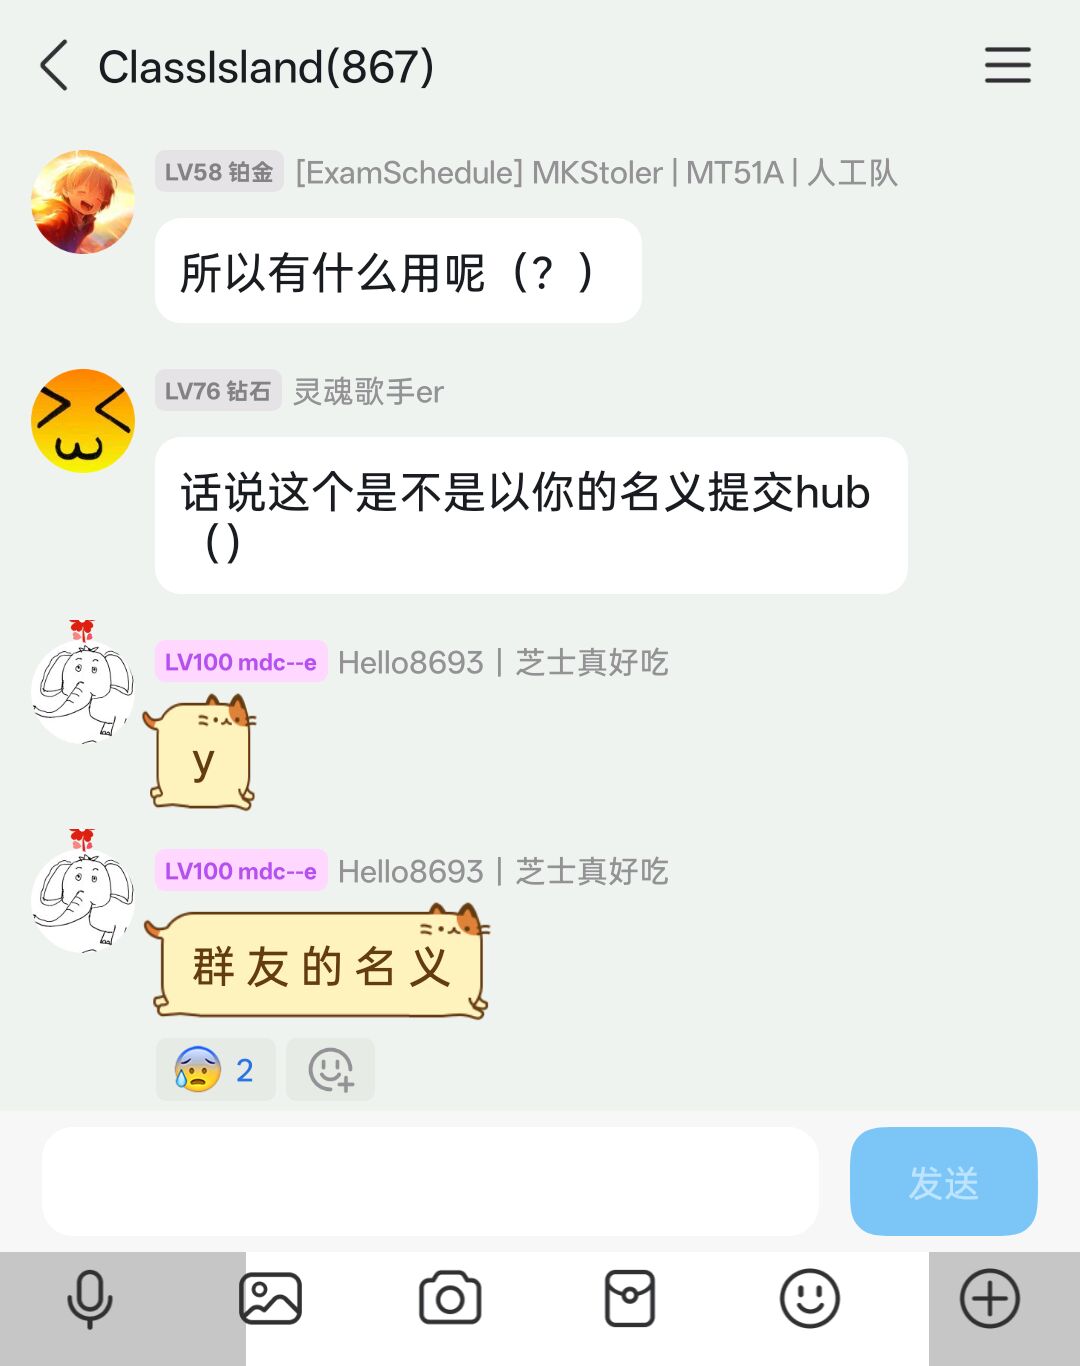 ClassIsland(867)
LV58 铂金 [ExamSchedule] MKStoler | MT51A | 人工队
所以有什么用呢（？）
LV76 钻石 灵魂歌手er
话说这个是不是以你的名义提交hub
（）
LV100 mdc--e Hello8693 | 芝士真好吃
y
LV100 mdc--e Hello8693 | 芝士真好吃
群友的名义
2
发送